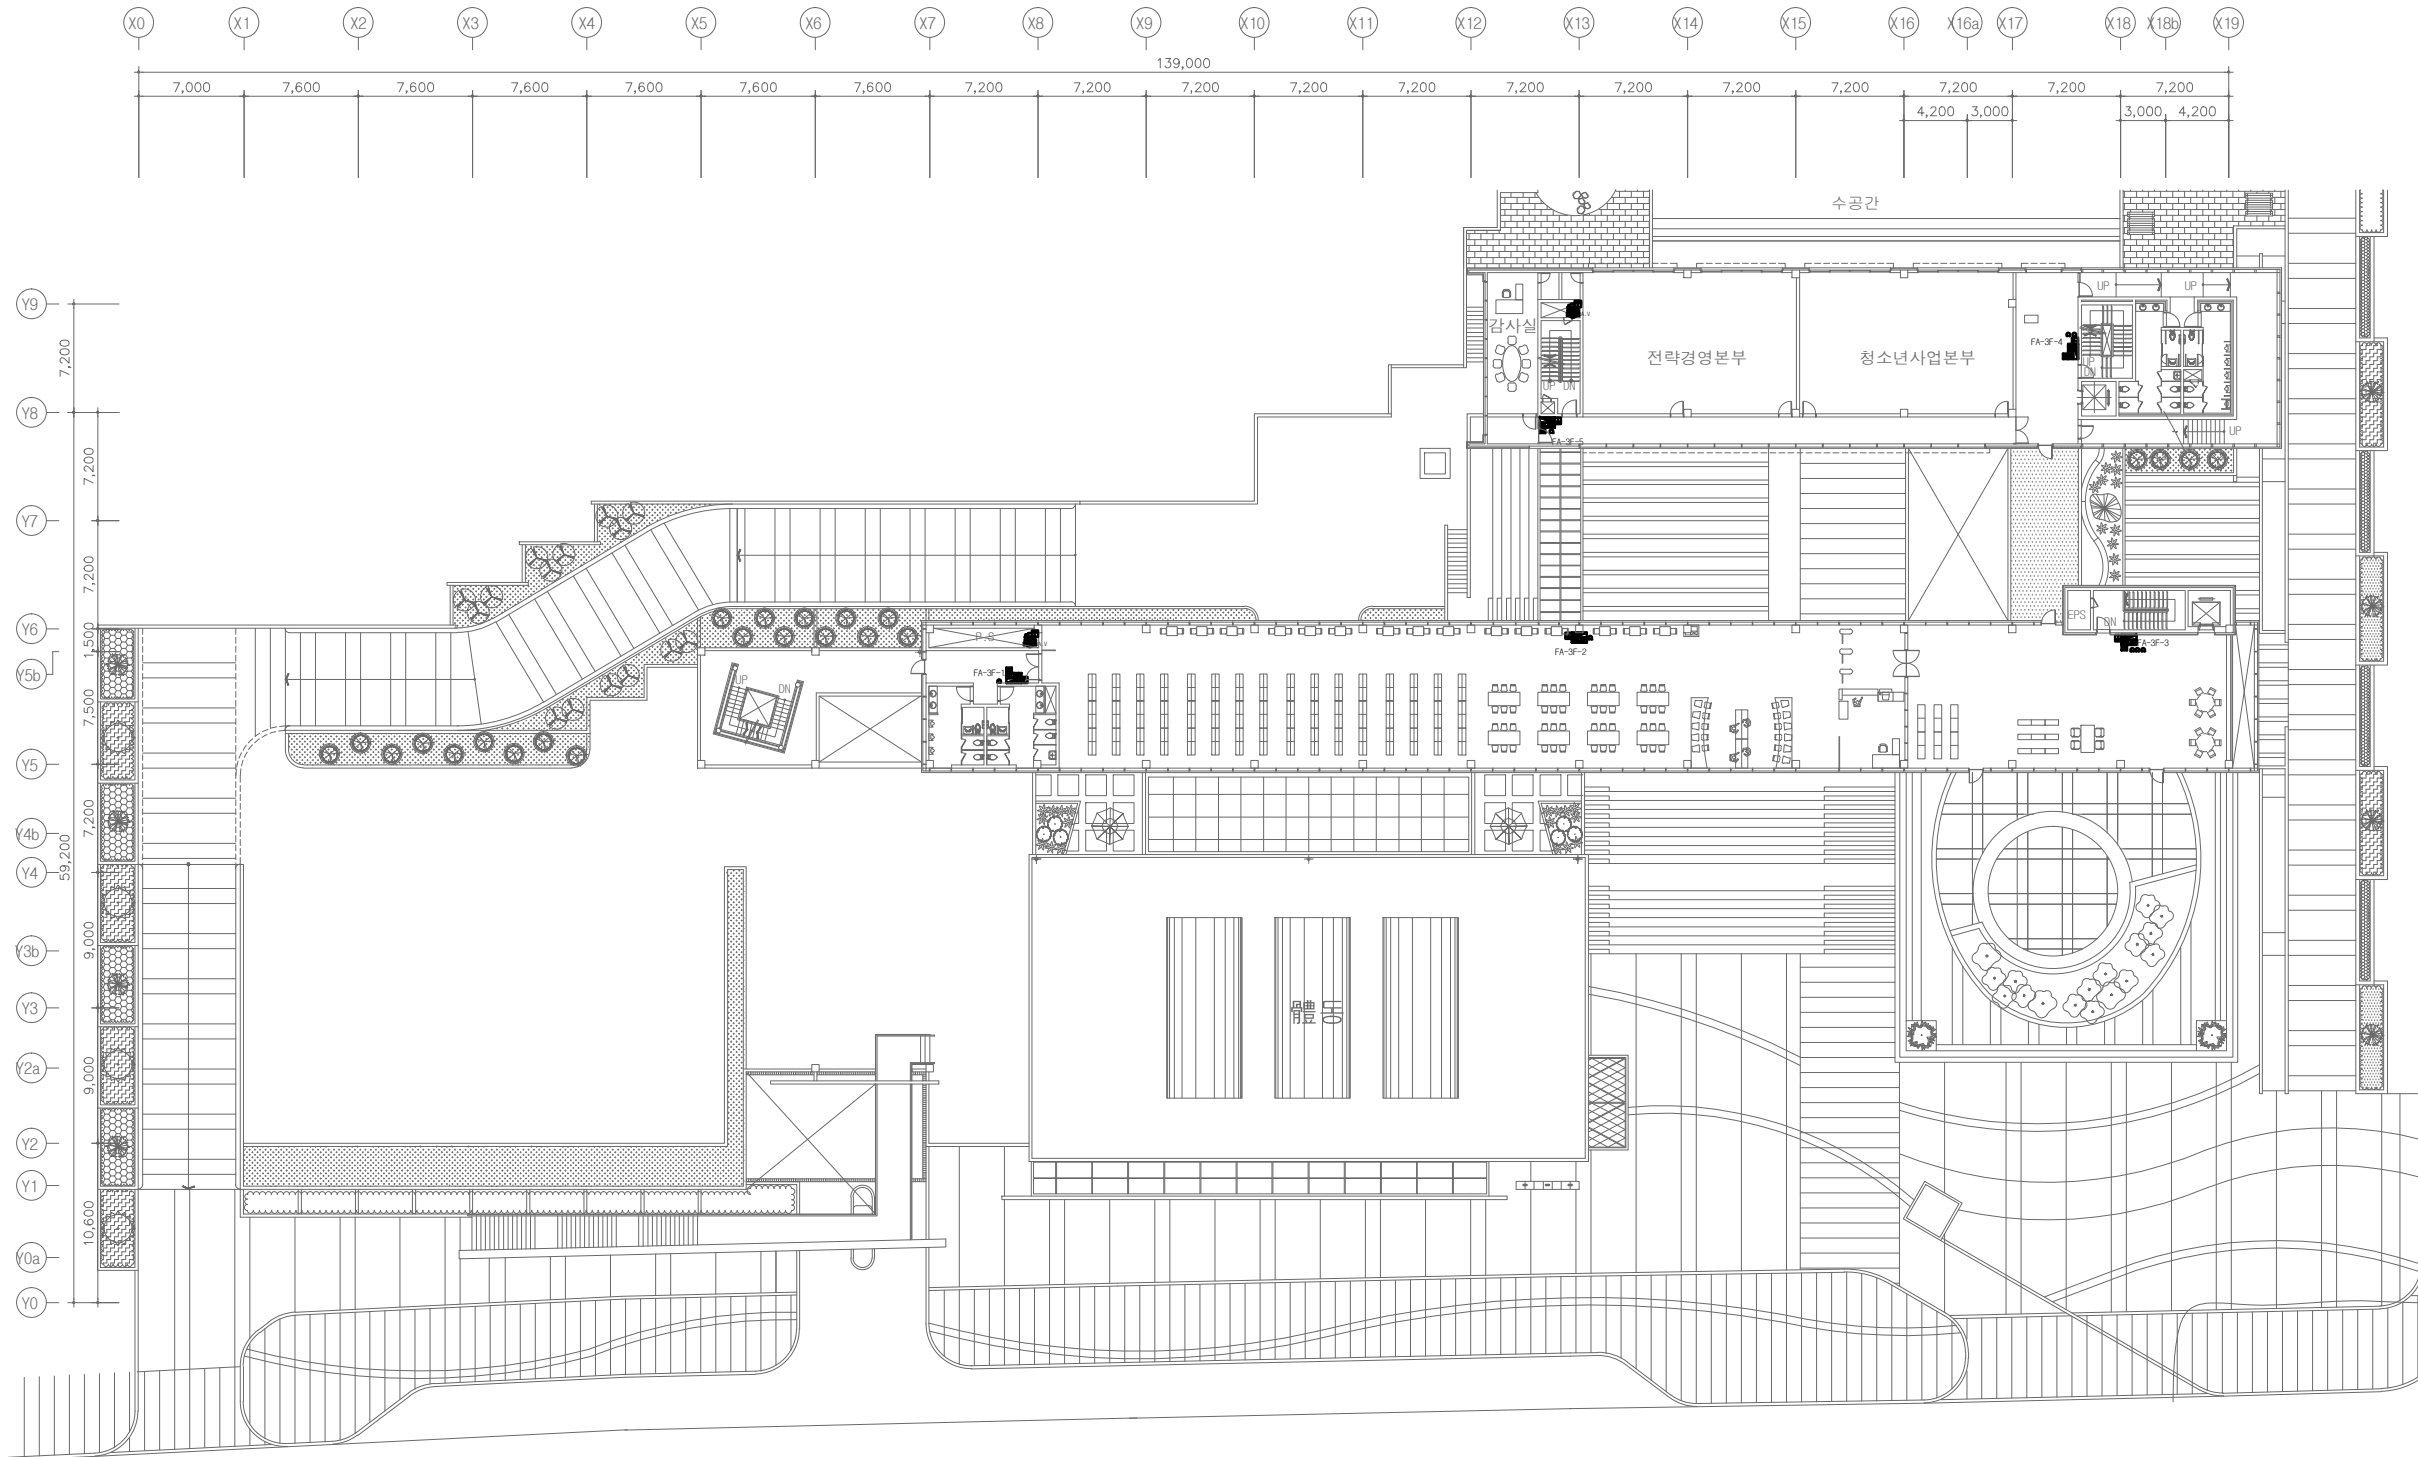 X0 X1 X2 X3 X4 X5 X6 X7 X8 X9 X10 X11 X12 X13 X14 X15 X16 X16a X17 X18 X18b X19
139,000
7,000 7,600 7,600 7,600 7,600 7,600 7,600 7,200 7,200 7,200 7,200 7,200 7,200 7,200 7,200 7,200 7,200 7,200 7,200
4,200 3,000 3,000 4,200
수공간
Y9
UP UP
감사실
7,200
전략경영본부
청소년사업본부
FA-3F-4
UP
DN
UP DN
Y8
FA-3F-5
UP
7,200
Y7
7,200
Y6
1,500
Y5b
P.S
EPS
DN
FA-3F-1
FA-3F-2
FA-3F-3
UP
DN
7,500
Y5
7,200
Y4b
59,200
Y4
9,000
Y3b
Y3
體동
9,000
Y2a
Y2
Y1
10,600
Y0a
Y0